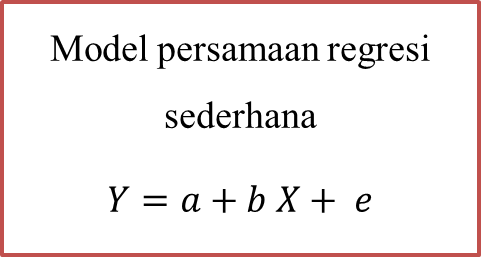 Model persamaan regresi
sederhana
Y = a + b X + e